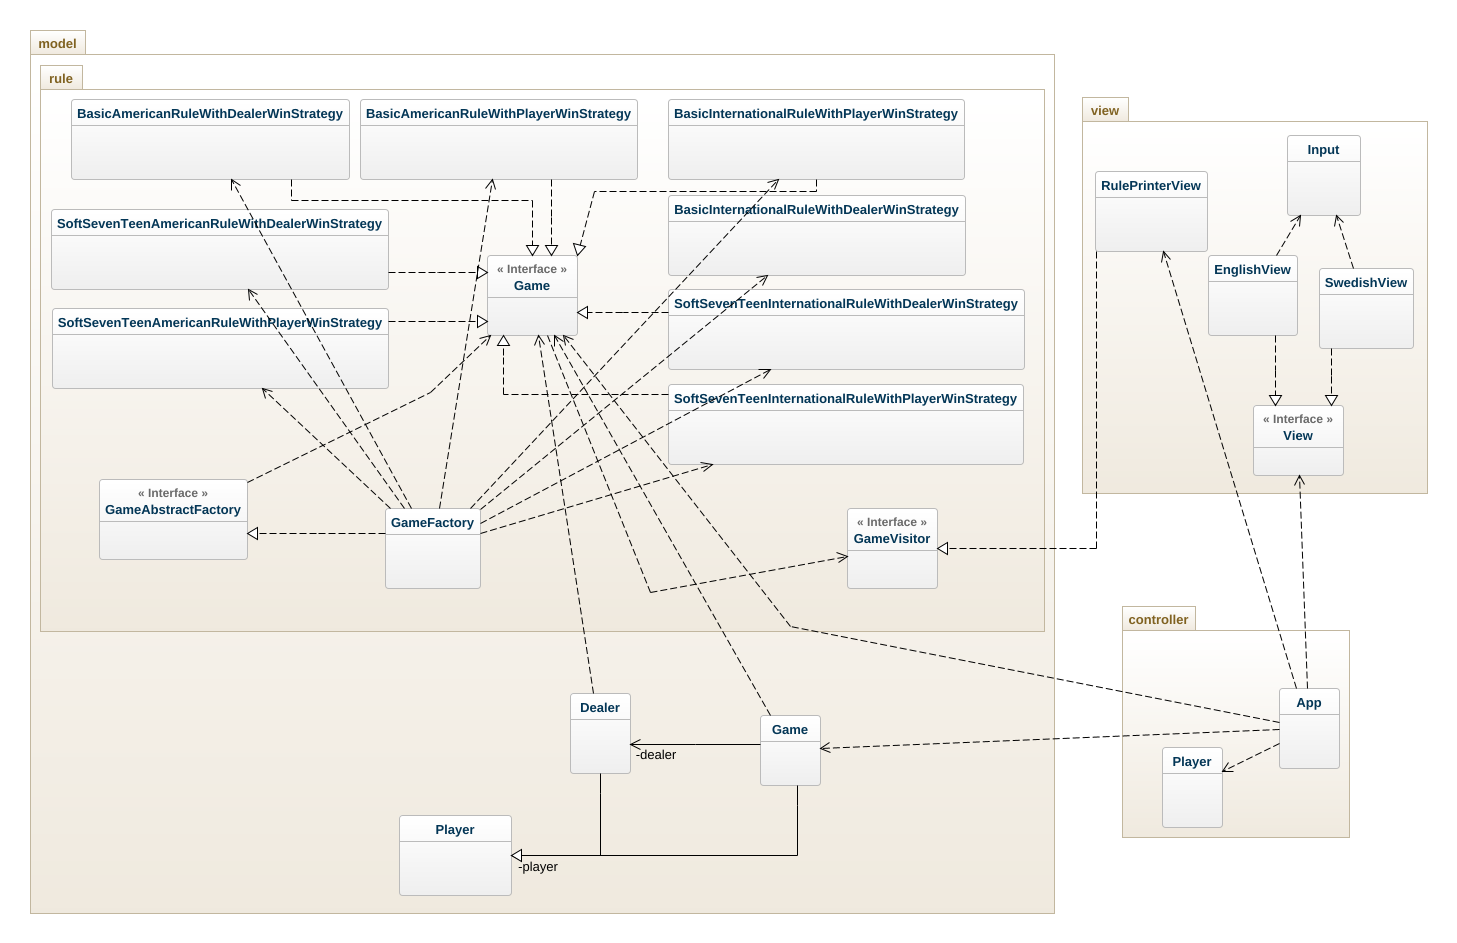 model
rule
BasicAmericanRuleWithDealerWinStrategy
BasicAmericanRuleWithPlayerWinStrategy
BasicInternationalRuleWithPlayerWinStrategy
SoftSevenTeenAmericanRuleWithDealerWinStrategy
BasicInternationalRuleWithDealerWinStrategy
« Interface »
Game
SoftSevenTeenAmericanRuleWithPlayerWinStrategy
SoftSevenTeenInternationalRuleWithDealerWinStrategy
SoftSevenTeenInternationalRuleWithPlayerWinStrategy
« Interface »
GameAbstractFactory
GameFactory
« Interface »
GameVisitor
Dealer
Game
-dealer
Player
-player
view
Input
RulePrinterView
EnglishView
SwedishView
« Interface »
View
controller
App
Player